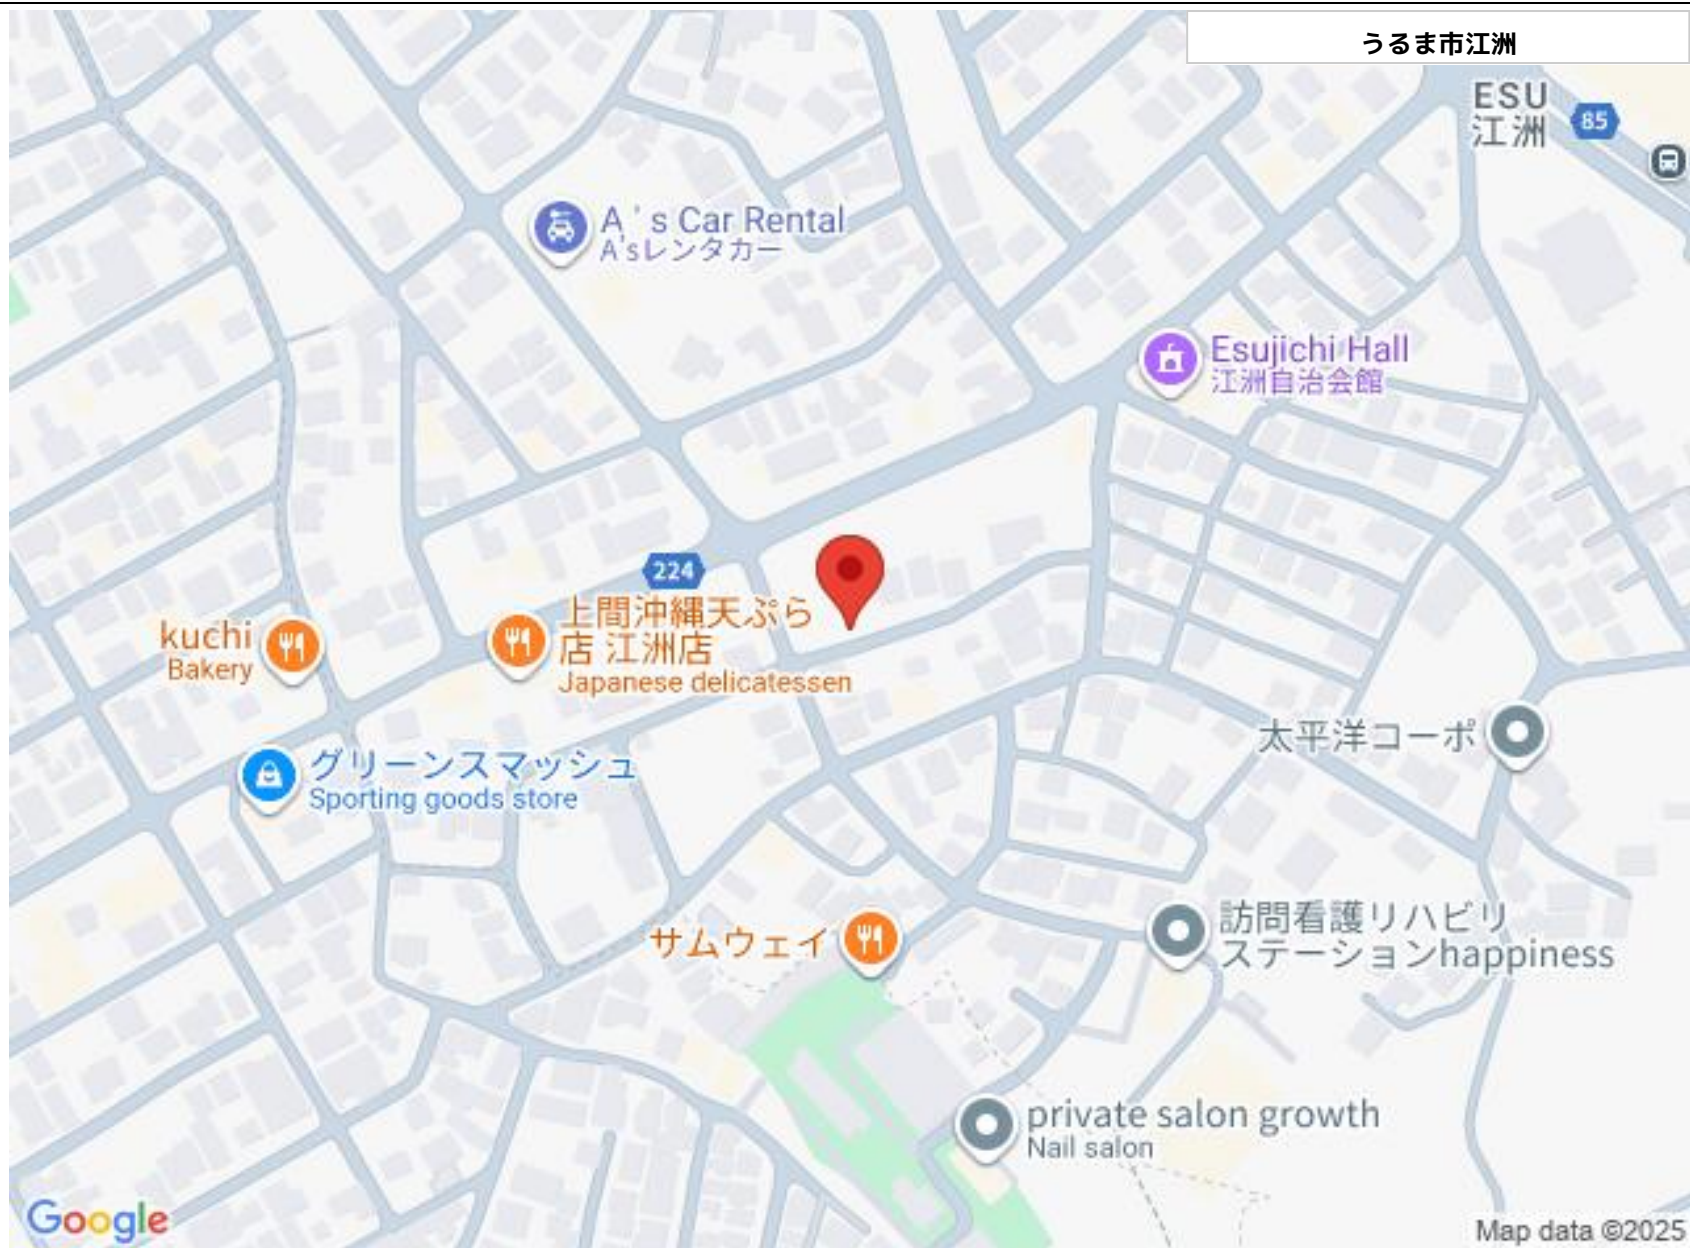 うるま市江洲
ESU
江洲
85
A's Car Rental
A'sレンタカー
Esujichi Hall
江洲自治会館
224
上間沖縄天ぷら
店 江洲店
Japanese delicatessen
kuchi
Bakery
グリーンスマッシュ
Sporting goods store
太平洋コーポ
サムウェイ
訪問看護リハビリ
ステーションhappiness
private salon growth
Nail salon
Google
Map data ©2025